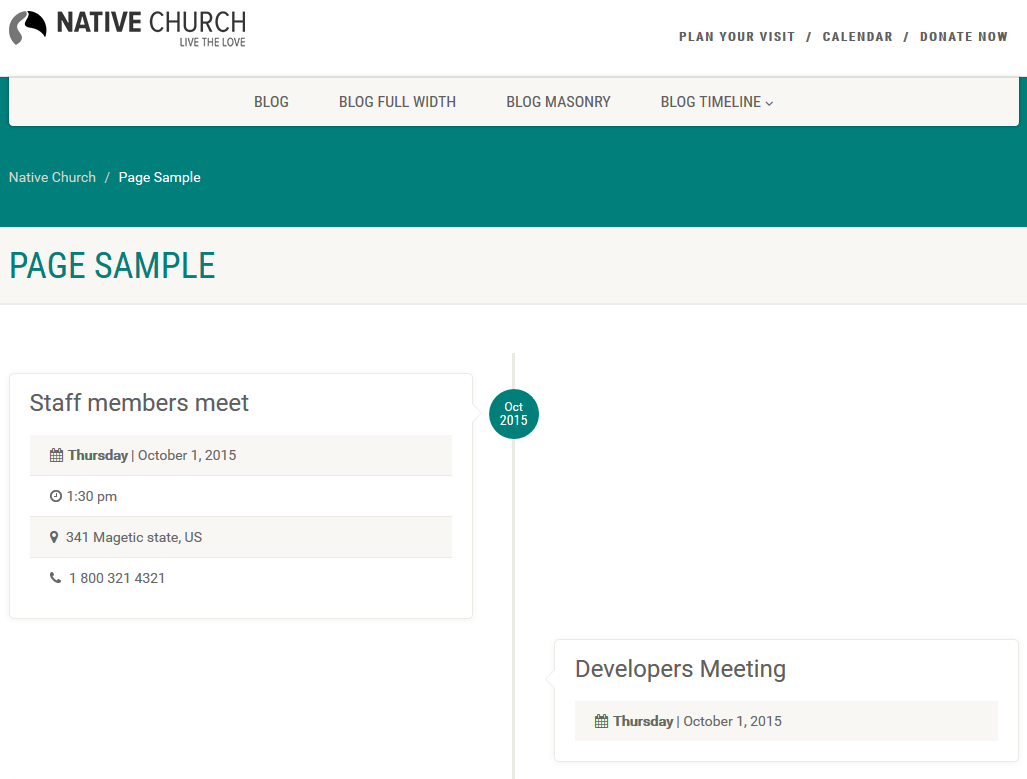 NATIVE CHURCH
LIVE THE LOVE
PLAN YOUR VISIT / CALENDAR / DONATE NOW
BLOG BLOG FULL WIDTH BLOG MASONRY BLOG TIMELINE
Native Church / Page Sample
PAGE SAMPLE
Staff members meet
Thursday | October 1, 2015
1:30 pm
341 Magetic state, US
1 800 321 4321
Oct
2015
Developers Meeting
Thursday | October 1, 2015